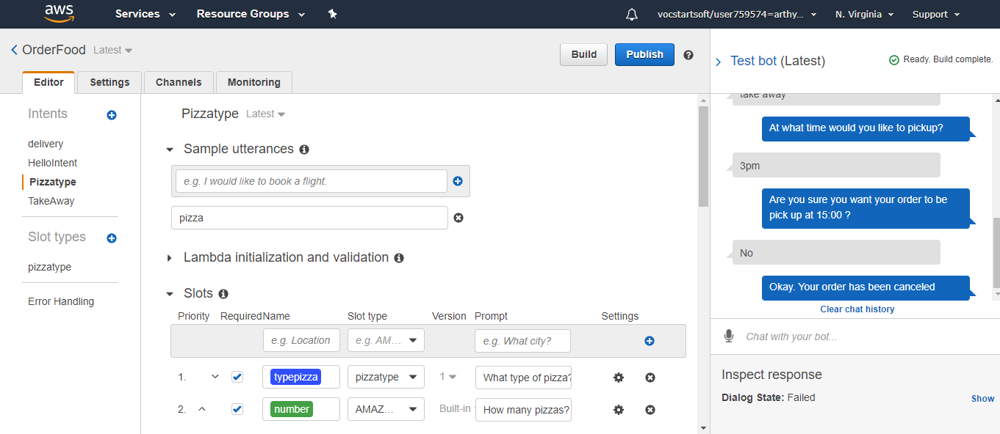 aws Services Resource Groups vocstartsoft/user759574=arthy... N. Virginia Support
OrderFood Latest Build Publish
Editor Settings Channels Monitoring
Intents
delivery
HelloIntent
Pizzatype
TakeAway
Slot types
pizzatype
Error Handling
Pizzatype Latest
Sample utterances
e.g. I would like to book a flight.
pizza
Lambda initialization and validation
Slots
Priority Required Name Slot type Version Prompt Settings
e.g. Location e.g. AM... e.g. What city?
1. typepizza pizzatype 1 What type of pizza?
2. number AMAZ... Built-in How many pizzas?
Test bot (Latest) Ready. Build complete.
take away
At what time would you like to pickup?
3pm
Are you sure you want your order to be
pick up at 15:00 ?
No
Okay. Your order has been canceled
Clear chat history
Chat with your bot...
Inspect response
Dialog State: Failed Show